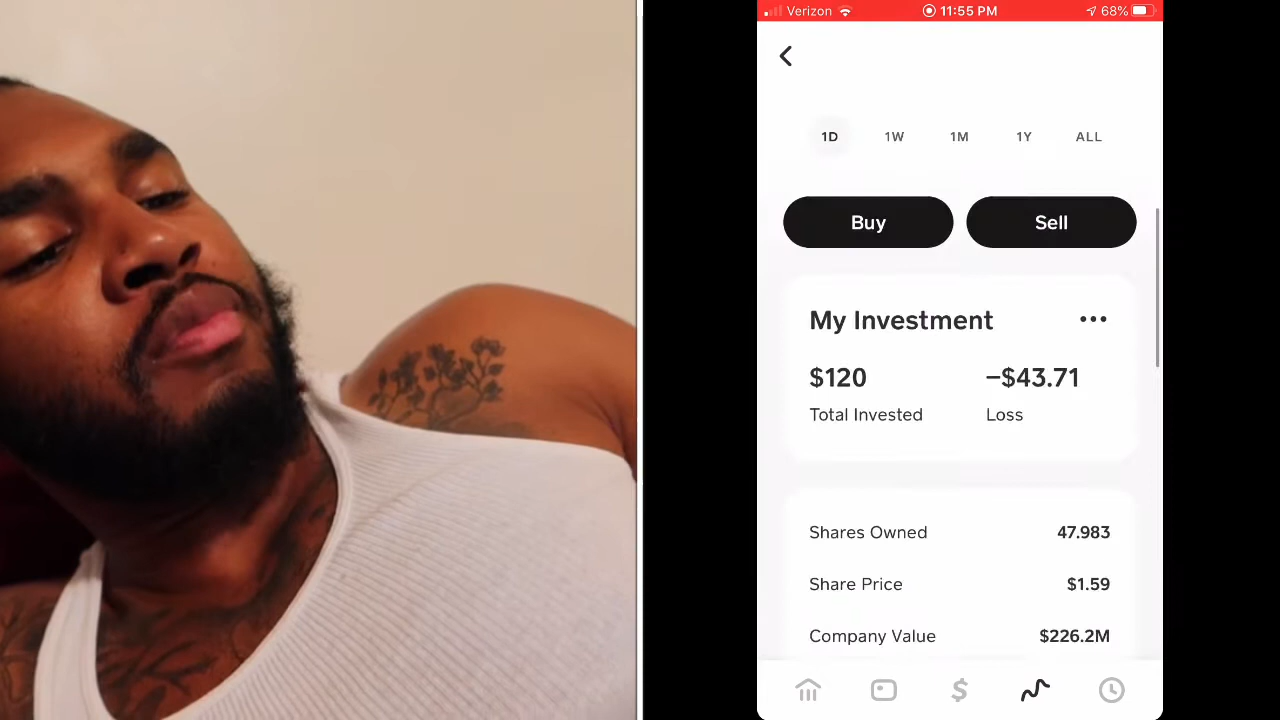 Verizon 11:55 PM 68%
1D 1W 1M 1Y ALL
Buy Sell
My Investment •••
$120 –$43.71
Total Invested Loss
Shares Owned 47.983
Share Price $1.59
Company Value $226.2M
$